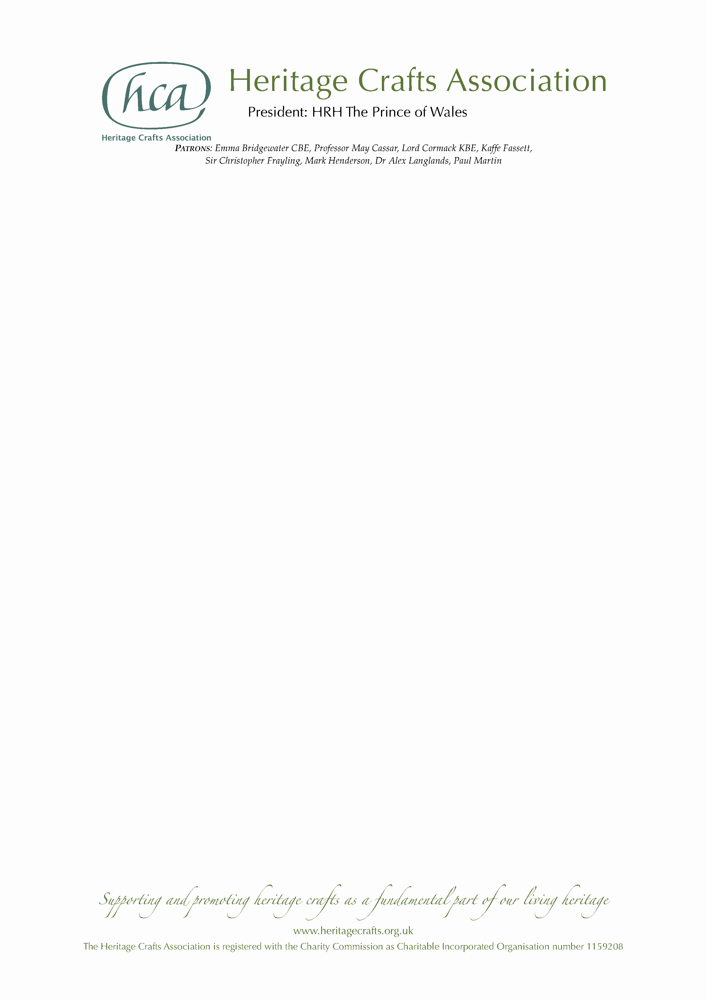 hca
Heritage Crafts Association
President: HRH The Prince of Wales
Heritage Crafts Association
PATRONS: Emma Bridgewater CBE, Professor May Cassar, Lord Cormack KBE, Kaffe Fassett,
Sir Christopher Frayling, Mark Henderson, Dr Alex Langlands, Paul Martin
Supporting and promoting heritage crafts as a fundamental part of our living heritage
www.heritagecrafts.org.uk
The Heritage Crafts Association is registered with the Charity Commission as Charitable Incorporated Organisation number 1159208